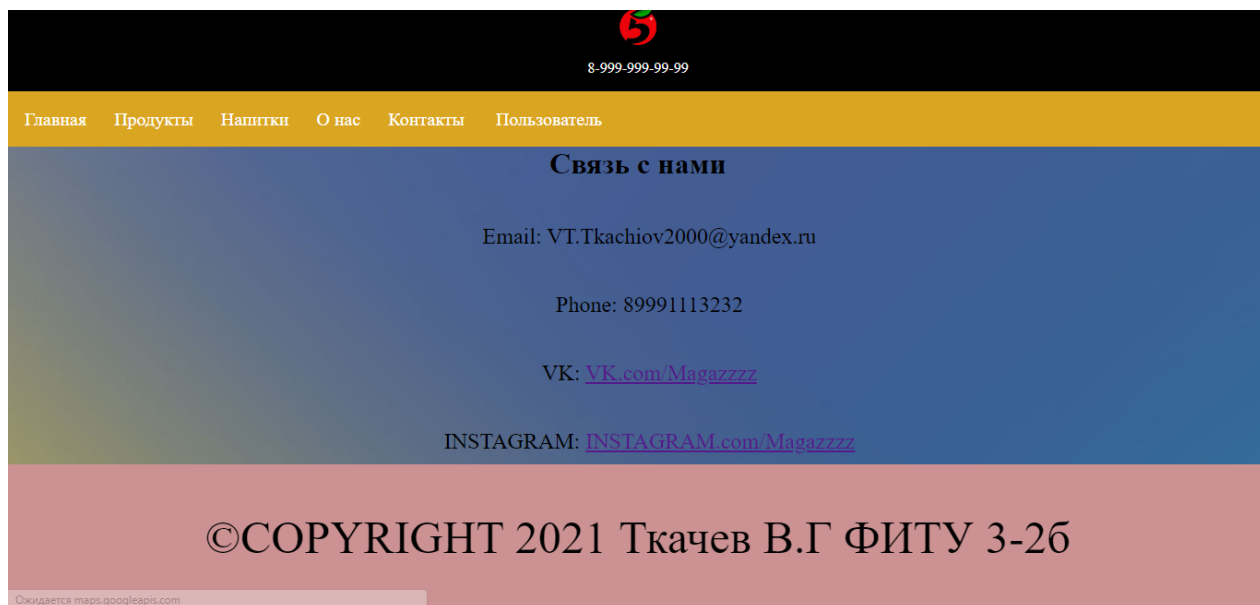 5
8-999-999-99-99
Главная Продукты Напитки О нас Контакты Пользователь
Связь с нами
Email: VT.Tkachiov2000@yandex.ru
Phone: 89991113232
VK: VK.com/Magazzzz
INSTAGRAM: INSTAGRAM.com/Magazzzz
©COPYRIGHT 2021 Ткачев В.Г ФИТУ 3-2б
Ожидается maps.googleapis.com